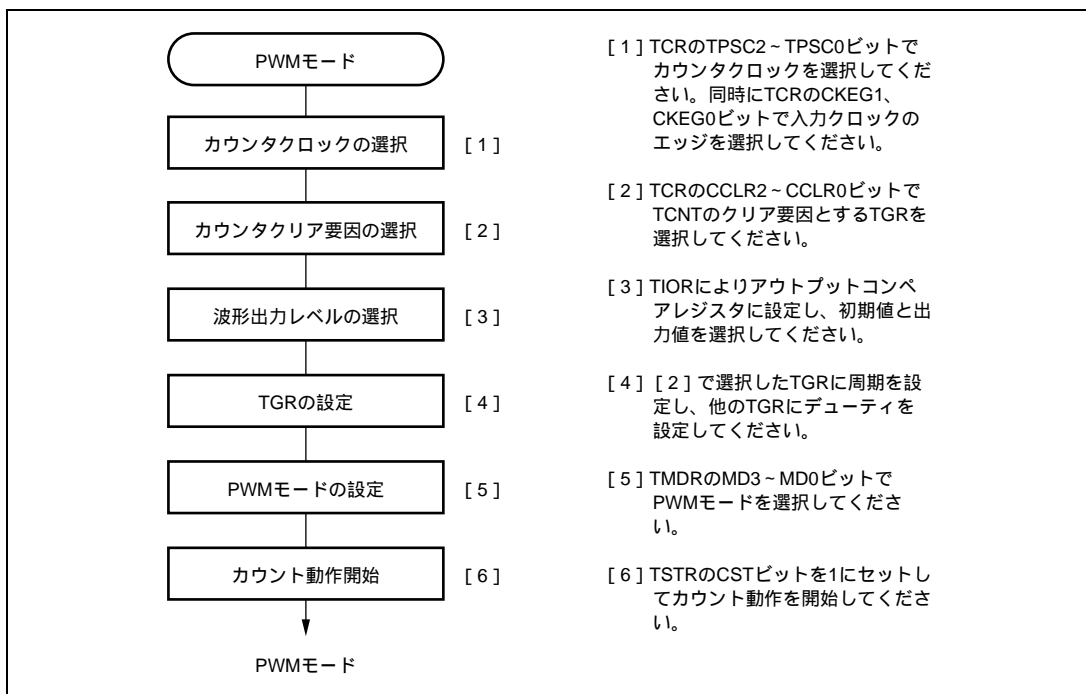 PWMモード
カウンタクロックの選択 [1]
カウンタクリア要因の選択 [2]
波形出力レベルの選択 [3]
TGRの設定 [4]
PWMモードの設定 [5]
カウント動作開始 [6]
PWMモード
[1] TCRのTPSC2~TPSC0ビットで
カウンタクロックを選択してくだ
さい。同時にTCRのCKEG1、
CKEG0ビットで入力クロックの
エッジを選択してください。
[2] TCRのCCLR2~CCLR0ビットで
TCNTのクリア要因とするTGRを
選択してください。
[3] TIORによりアウトプットコンペ
アレジスタに設定し、初期値と出
力値を選択してください。
[4] [2]で選択したTGRに周期を設
定し、他のTGRにデューティを
設定してください。
[5] TMDRのMD3~MD0ビットで
PWMモードを選択してくださ
い。
[6] TSTRのCSTビットを1にセットし
てカウント動作を開始してくださ
い。